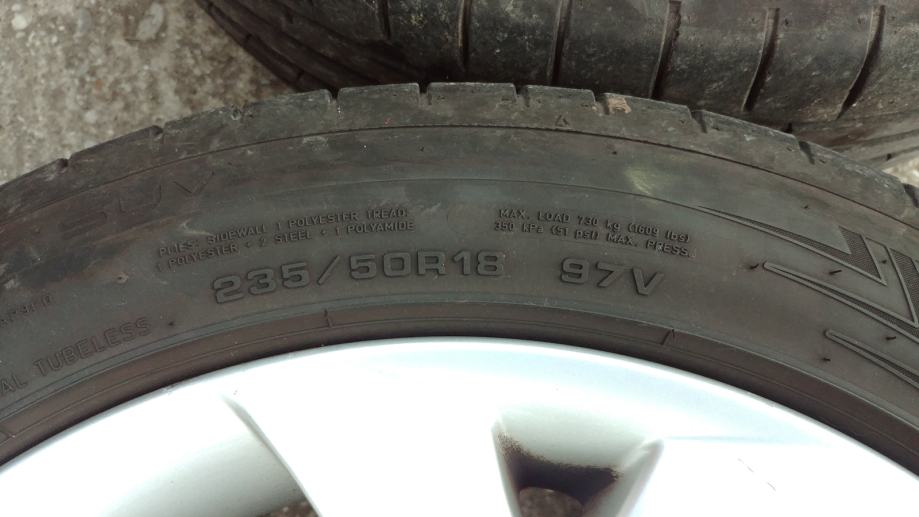 SUV
PLIES: SIDEWALL 1 POLYESTER TREAD:
1 POLYESTER + 2 STEEL + 1 POLYAMIDE
MAX. LOAD 730 kg (1609 lbs)
350 kPa (51 psi) MAX. PRESS.
235/50R18 97V
AL TUBELESS